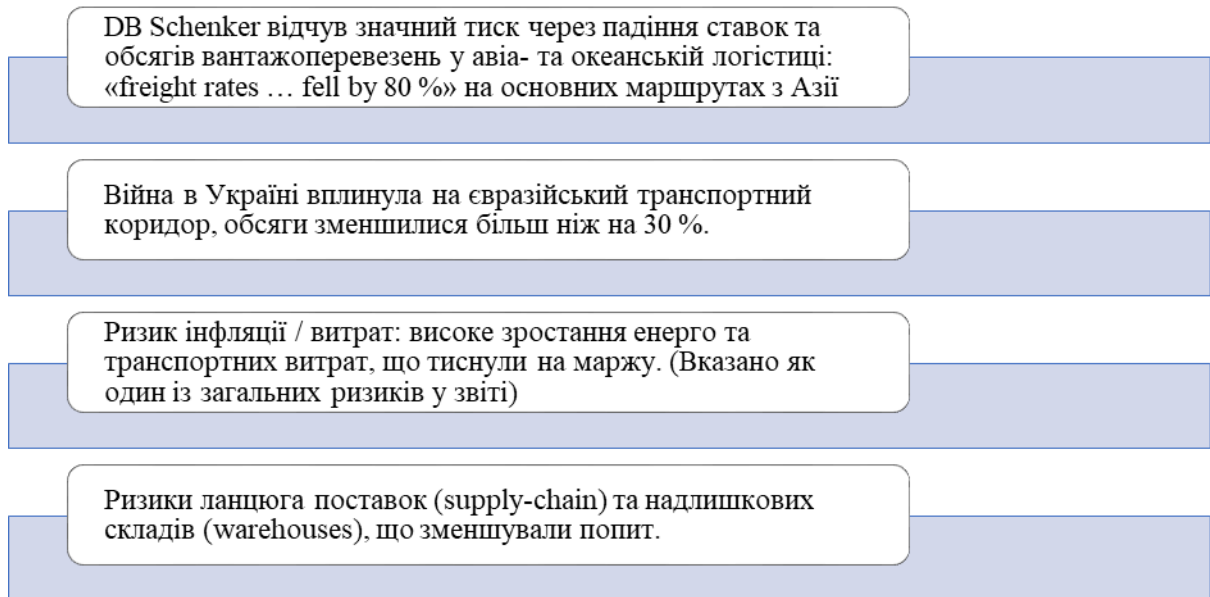 DB Schenker відчув значний тиск через падіння ставок та
обсягів вантажоперевезень у авіа- та океанській логістиці:
«freight rates … fell by 80 %» на основних маршрутах з Азії
Війна в Україні вплинула на євразійський транспортний
коридор, обсяги зменшилися більш ніж на 30 %.
Ризик інфляції / витрат: високе зростання енерго та
транспортних витрат, що тиснули на маржу. (Вказано як
один із загальних ризиків у звіті)
Ризики ланцюга поставок (supply-chain) та надлишкових
складів (warehouses), що зменшували попит.